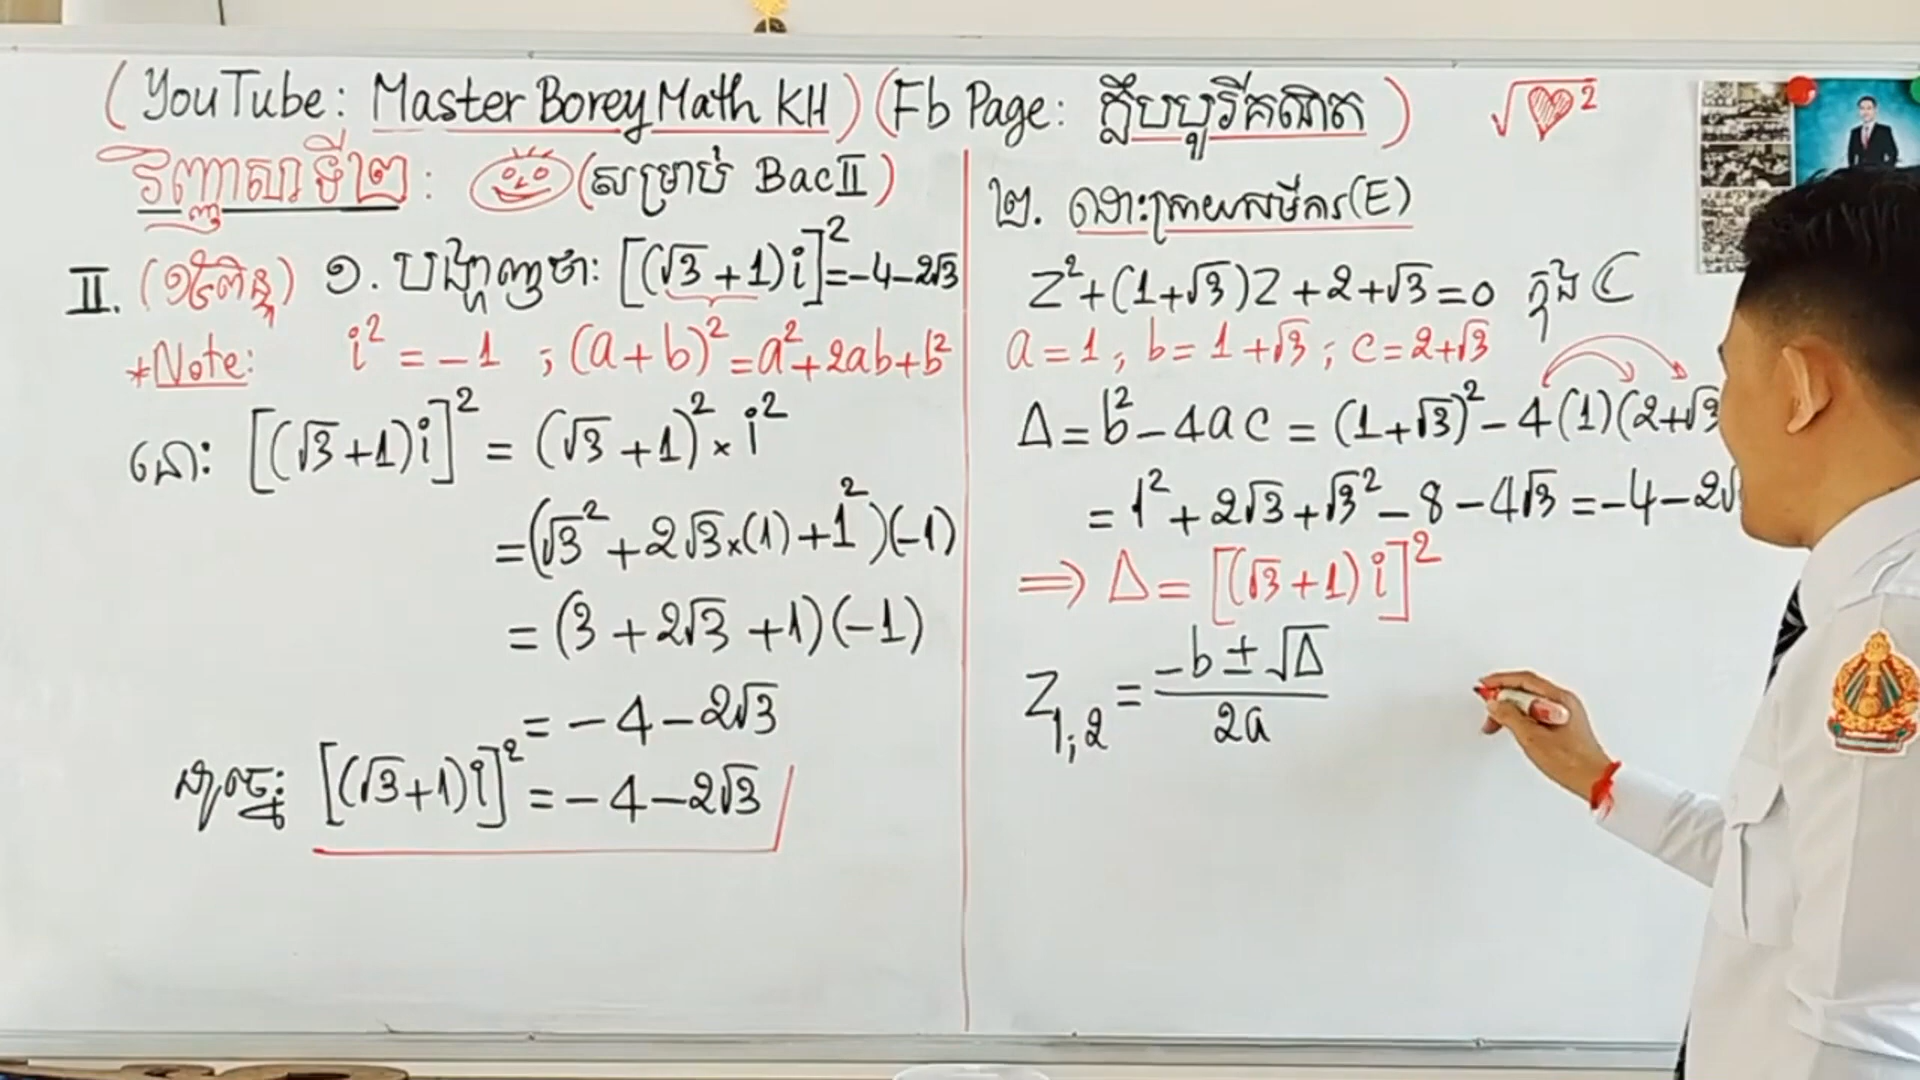 (YouTube: Master Borey Math KH) (Fb Page: ក្លឹបបូរីគណិត) √♥²
វិញ្ញាសាទី២: (សម្រាប់ BacII)
II. (១៥ពិន្ទុ) ១. បង្ហាញថា: [(√3+1)i]²=-4-2√3
*Note: i² = -1 ; (a+b)²=a²+2ab+b²
នោះ: [(√3+1)i]² = (√3+1)²×i²
=(√3²+2√3×(1)+1²)(-1)
= (3+2√3+1)(-1)
= -4-2√3
ដូចនេះ: [(√3+1)i]² = -4-2√3
២. ដោះស្រាយសមីការ(E)
Z²+(1+√3)Z+2+√3=0 ក្នុង ℂ
a=1; b=1+√3; c=2+√3
Δ=b²-4ac = (1+√3)²-4(1)(2+√3
= 1²+2√3+√3²-8-4√3=-4-2√
⟹ Δ=[(√3+1)i]²
Z1;2 = -b±√Δ / 2a